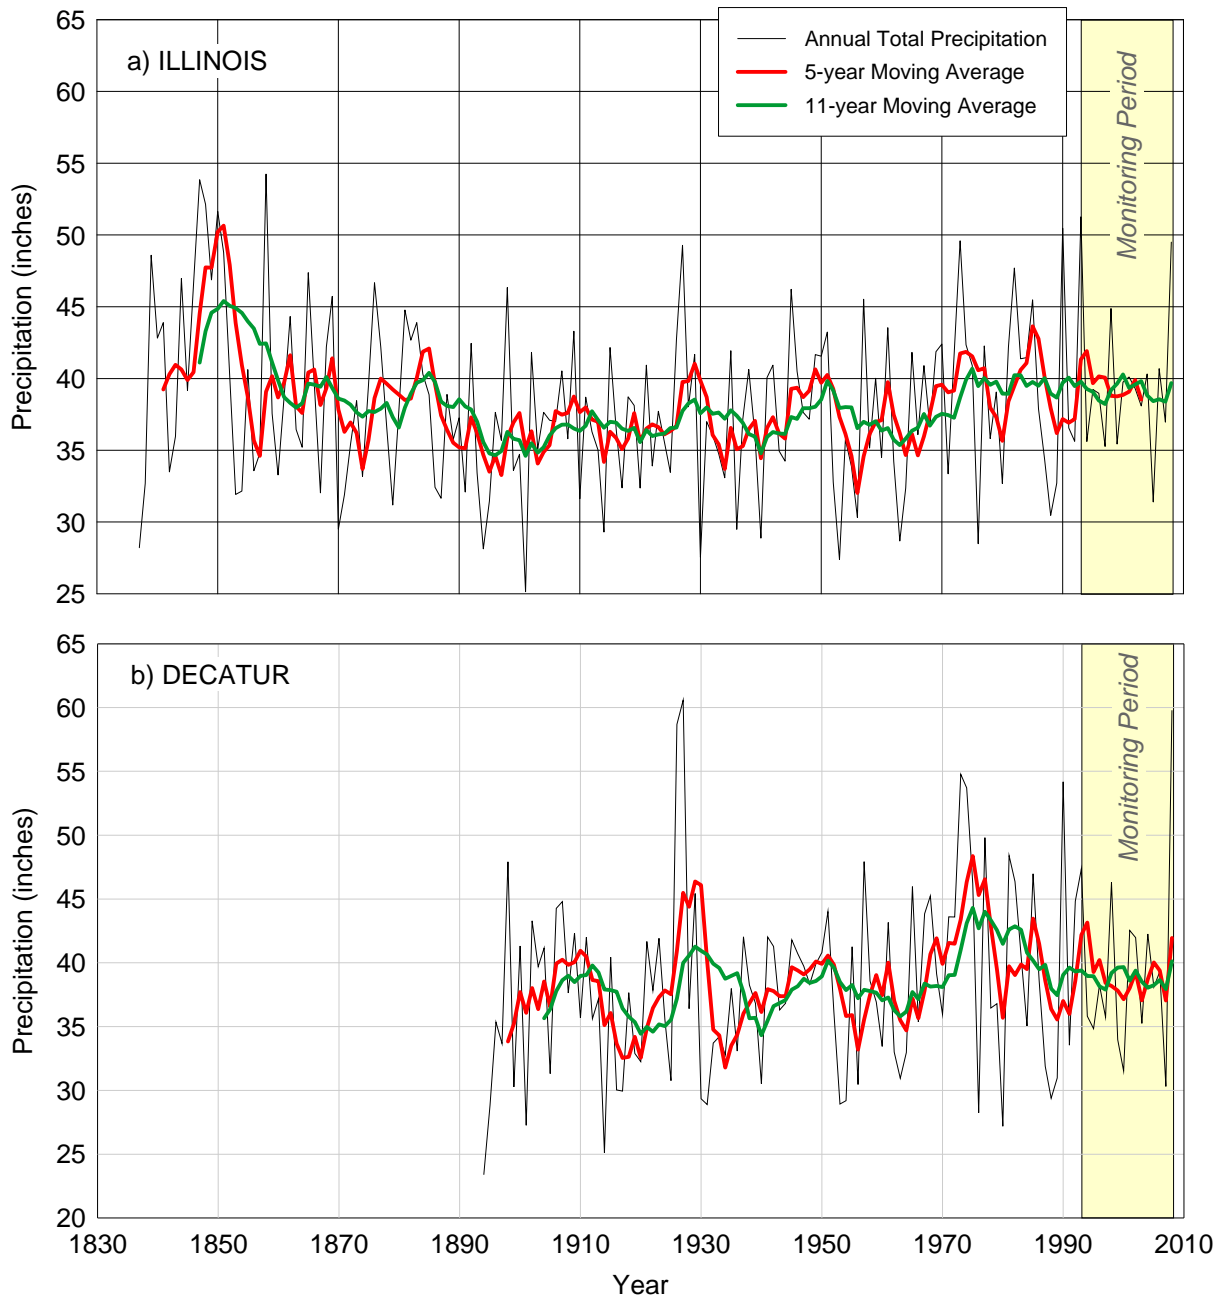 65
60
55
50
45
40
35
30
25
Precipitation (inches)
a) ILLINOIS
Annual Total Precipitation
5-year Moving Average
11-year Moving Average
Monitoring Period
65
60
55
50
45
40
35
30
25
20
Precipitation (inches)
b) DECATUR
Monitoring Period
1830 1850 1870 1890 1910 1930 1950 1970 1990 2010
Year